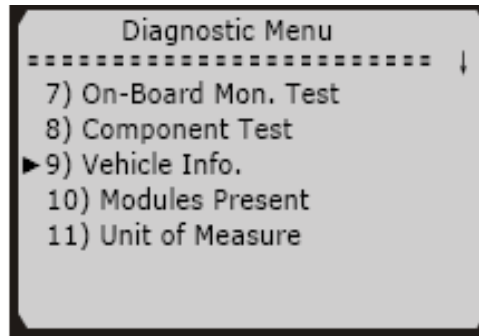 Diagnostic Menu
========================= ↓
7) On-Board Mon. Test
8) Component Test
►9) Vehicle Info.
10) Modules Present
11) Unit of Measure